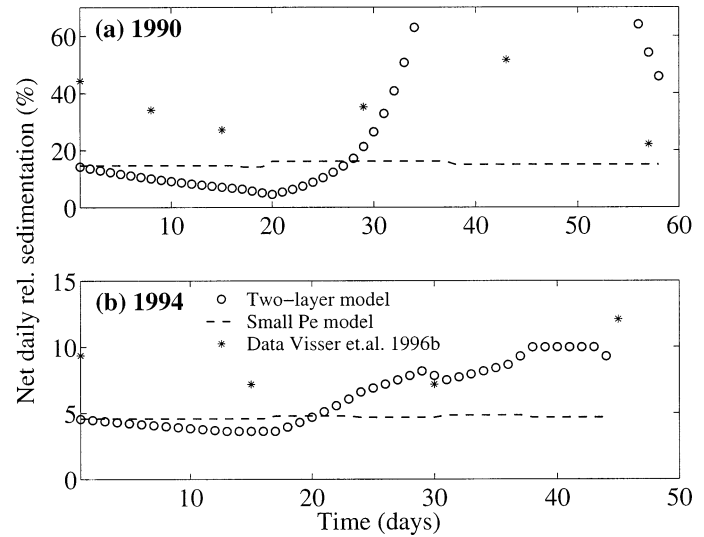 Net daily rel. sedimentation (%)
(a) 1990
60
40
20
0
10
20
30
40
50
60
(b) 1994
Two-layer model
Small Pe model
Data Visser et.al. 1996b
15
10
5
0
10
20
30
40
50
Time (days)